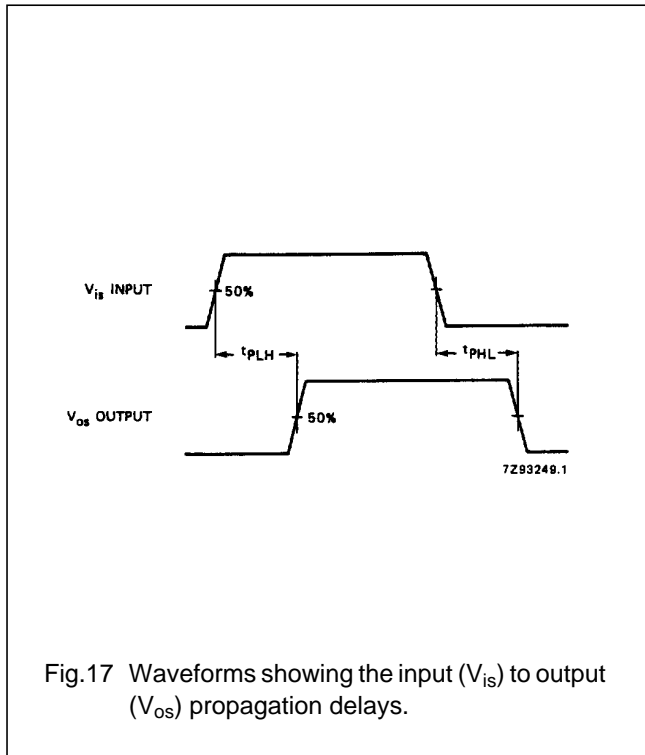 V_is INPUT
50%
t_PLH
t_PHL
V_os OUTPUT
50%
7Z93249.1
Fig.17 Waveforms showing the input (V_is) to output
(V_os) propagation delays.